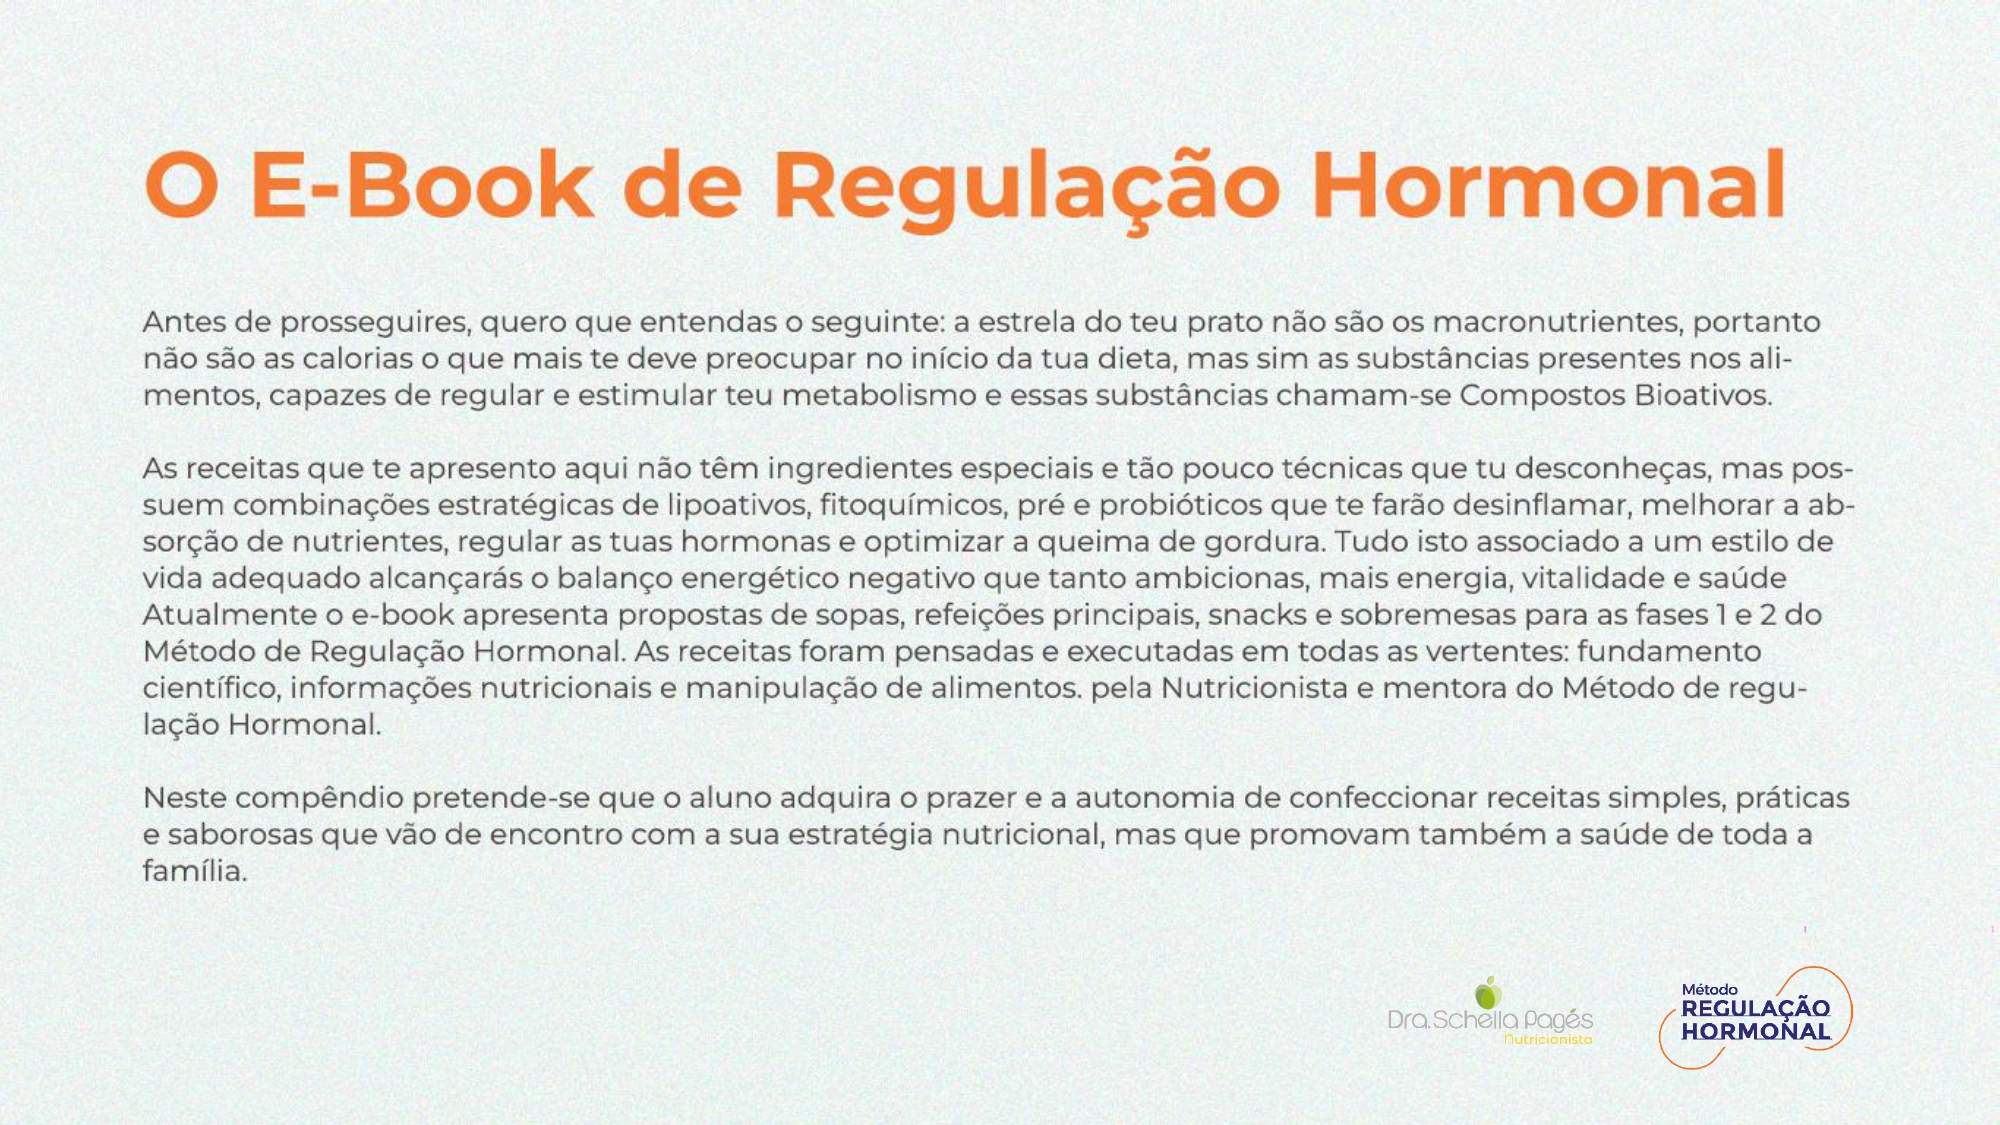 O E-Book de Regulação Hormonal
Antes de prosseguires, quero que entendas o seguinte: a estrela do teu prato não são os macronutrientes, portanto
não são as calorias o que mais te deve preocupar no início da tua dieta, mas sim as substâncias presentes nos ali-
mentos, capazes de regular e estimular teu metabolismo e essas substâncias chamam-se Compostos Bioativos.
As receitas que te apresento aqui não têm ingredientes especiais e tão pouco técnicas que tu desconheças, mas pos-
suem combinações estratégicas de lipoativos, fitoquímicos, pré e probióticos que te farão desinflamar, melhorar a ab-
sorção de nutrientes, regular as tuas hormonas e optimizar a queima de gordura. Tudo isto associado a um estilo de
vida adequado alcançarás o balanço energético negativo que tanto ambicionas, mais energia, vitalidade e saúde
Atualmente o e-book apresenta propostas de sopas, refeições principais, snacks e sobremesas para as fases 1 e 2 do
Método de Regulação Hormonal. As receitas foram pensadas e executadas em todas as vertentes: fundamento
científico, informações nutricionais e manipulação de alimentos. pela Nutricionista e mentora do Método de regu-
lação Hormonal.
Neste compêndio pretende-se que o aluno adquira o prazer e a autonomia de confeccionar receitas simples, práticas
e saborosas que vão de encontro com a sua estratégia nutricional, mas que promovam também a saúde de toda a
família.
Dra.Scheila Pagés
Nutricionista
Método
REGULAÇÃO
HORMONAL